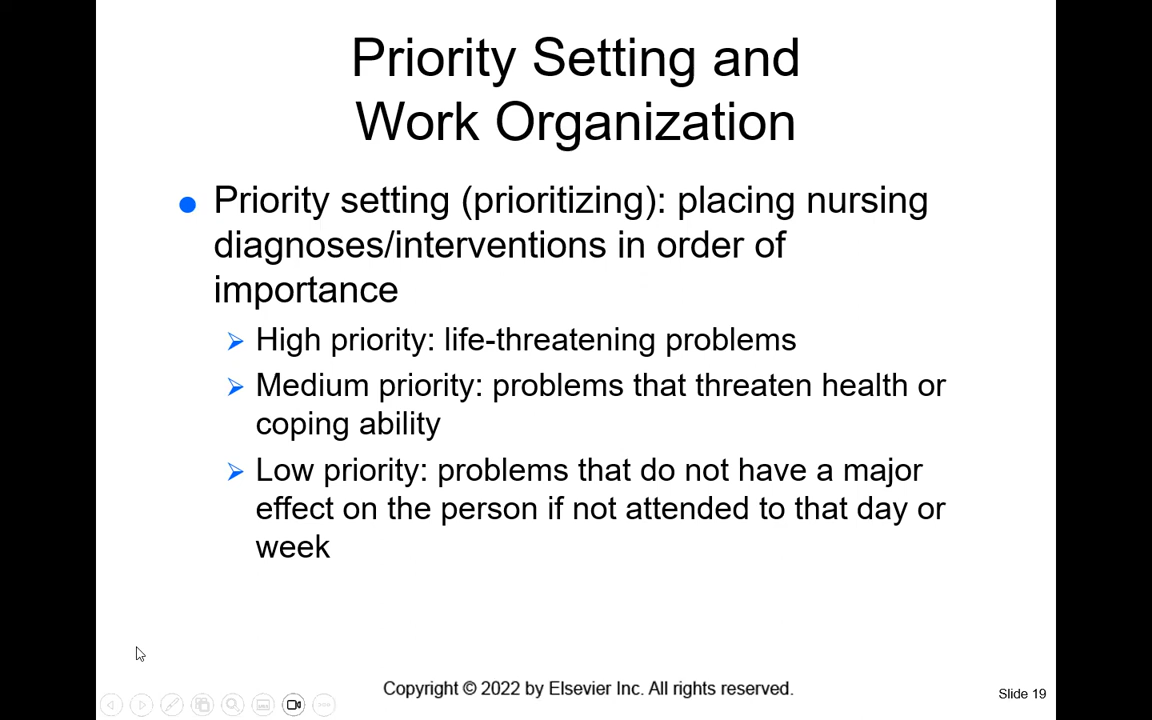 Priority Setting and
Work Organization
Priority setting (prioritizing): placing nursing
diagnoses/interventions in order of
importance
High priority: life-threatening problems
Medium priority: problems that threaten health or
coping ability
Low priority: problems that do not have a major
effect on the person if not attended to that day or
week
Copyright © 2022 by Elsevier Inc. All rights reserved.
Slide 19